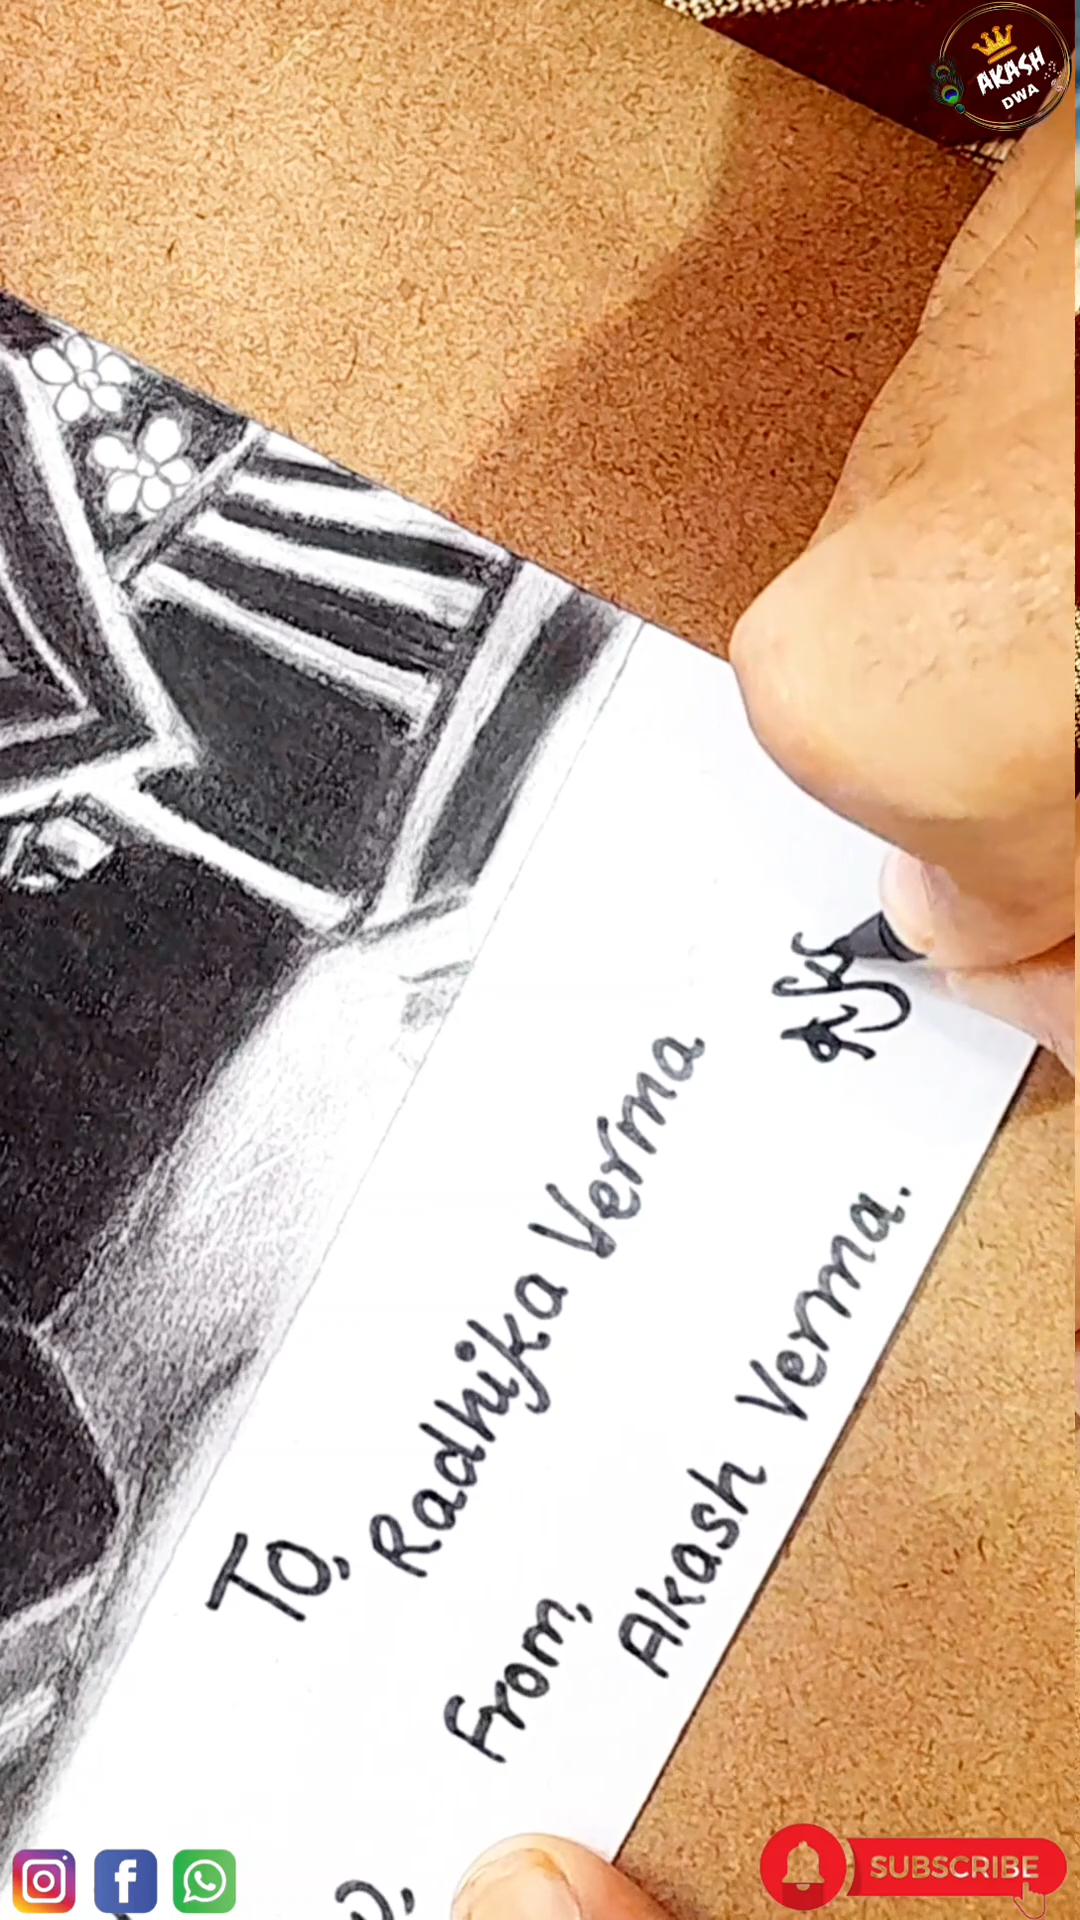 AKASH
DWA
To,
Radhika Verma
From,
Akash Verma.
SUBSCRIBE